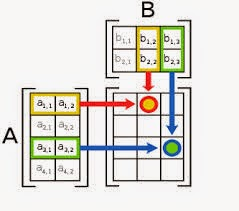 B
b1,1 b1,2 b1,3
b2,1 b2,2 b2,3
A
a1,1 a1,2
a2,1 a2,2
a3,1 a3,2
a4,1 a4,2